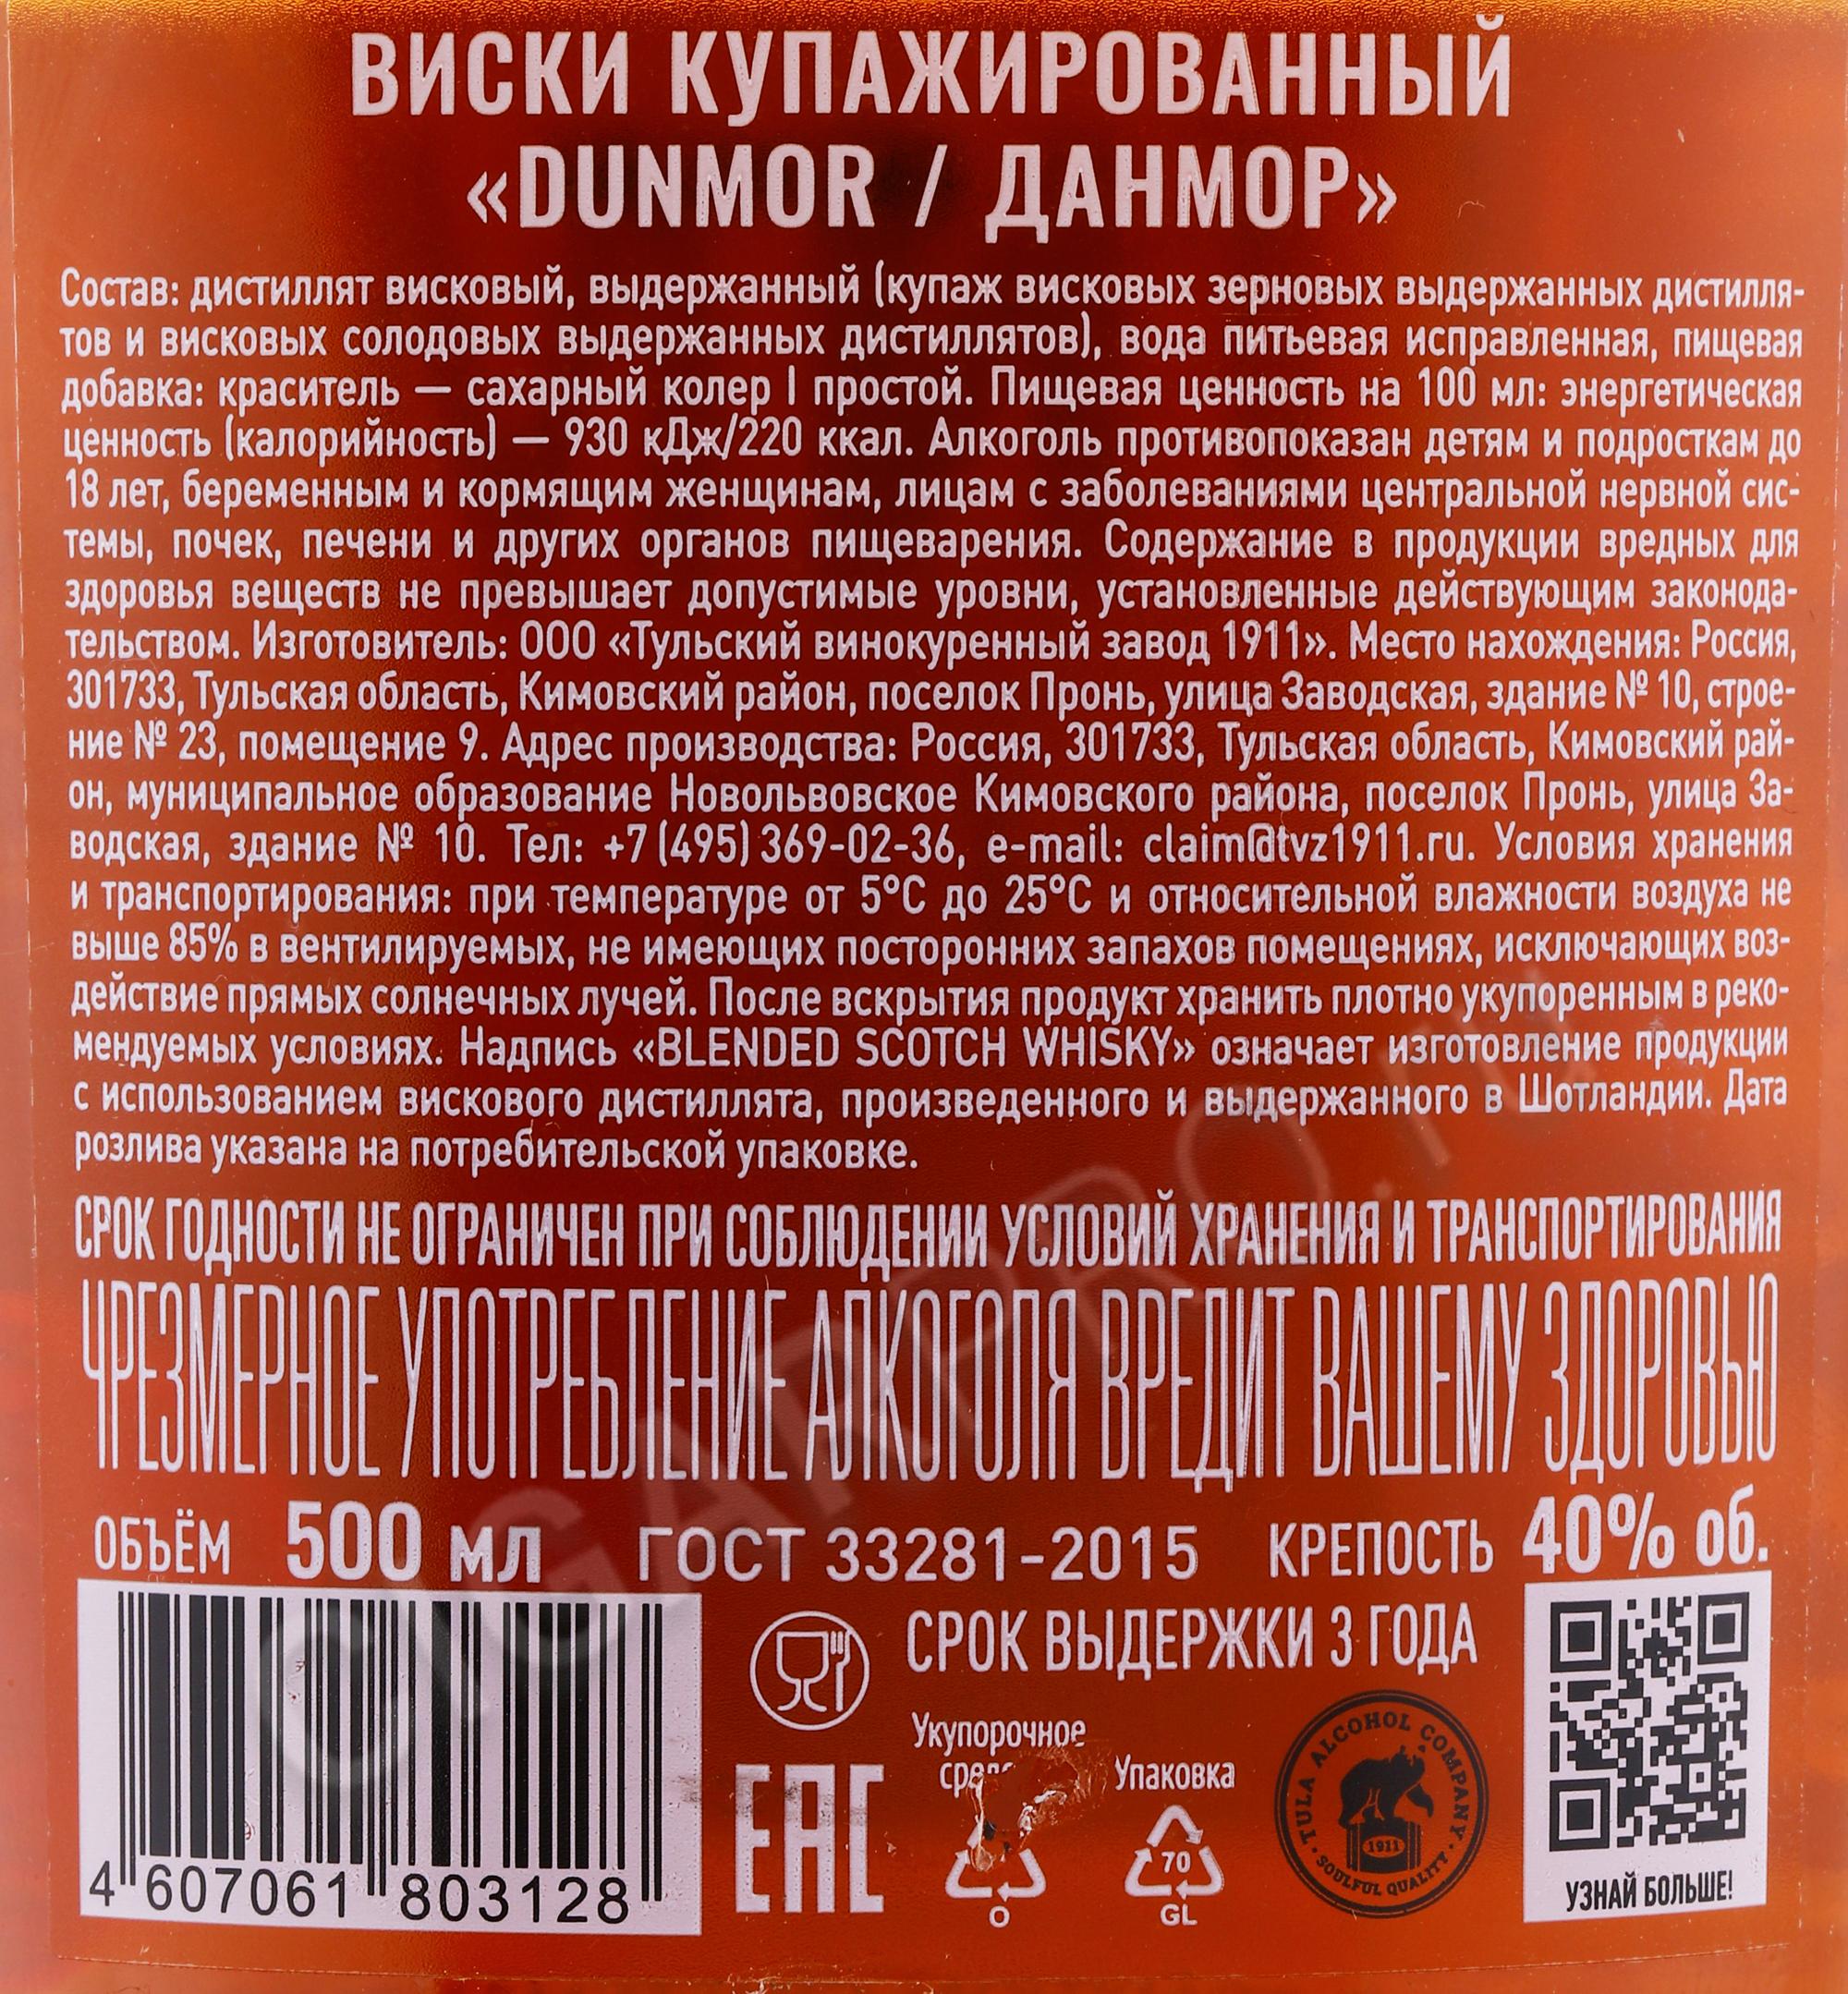 ВИСКИ КУПАЖИРОВАННЫЙ
«DUNMOR / ДАНМОР»
Состав: дистиллят висковый, выдержанный (купаж висковых зерновых выдержанных дистилля-
тов и висковых солодовых выдержанных дистиллятов), вода питьевая исправленная, пищевая
добавка: краситель — сахарный колер I простой. Пищевая ценность на 100 мл: энергетическая
ценность (калорийность) — 930 кДж/220 ккал. Алкоголь противопоказан детям и подросткам до
18 лет, беременным и кормящим женщинам, лицам с заболеваниями центральной нервной сис-
темы, почек, печени и других органов пищеварения. Содержание в продукции вредных для
здоровья веществ не превышает допустимые уровни, установленные действующим законода-
тельством. Изготовитель: ООО «Тульский винокуренный завод 1911». Место нахождения: Россия,
301733, Тульская область, Кимовский район, поселок Пронь, улица Заводская, здание № 10, строе-
ние № 23, помещение 9. Адрес производства: Россия, 301733, Тульская область, Кимовский рай-
он, муниципальное образование Новольвовское Кимовского района, поселок Пронь, улица За-
водская, здание № 10. Тел: +7 (495) 369-02-36, e-mail: claim@tvz1911.ru. Условия хранения
и транспортирования: при температуре от 5°С до 25°С и относительной влажности воздуха не
выше 85% в вентилируемых, не имеющих посторонних запахов помещениях, исключающих воз-
действие прямых солнечных лучей. После вскрытия продукт хранить плотно укупоренным в реко-
мендуемых условиях. Надпись «BLENDED SCOTCH WHISKY» означает изготовление продукции
с использованием вискового дистиллята, произведенного и выдержанного в Шотландии. Дата
розлива указана на потребительской упаковке.
СРОК ГОДНОСТИ НЕ ОГРАНИЧЕН ПРИ СОБЛЮДЕНИИ УСЛОВИЙ ХРАНЕНИЯ И ТРАНСПОРТИРОВАНИЯ
ЧРЕЗМЕРНОЕ УПОТРЕБЛЕНИЕ АЛКОГОЛЯ ВРЕДИТ ВАШЕМУ ЗДОРОВЬЮ
ОБЪЁМ 500 мл ГОСТ 33281-2015 КРЕПОСТЬ 40% об.
СРОК ВЫДЕРЖКИ 3 ГОДА
Укупорочное
Упаковка
EAC
70
O
GL
TULA ALCOHOL COMPANY
1911
SOULFUL QUALITY
УЗНАЙ БОЛЬШЕ!
4 607061 803128
CIGARPRO.ru